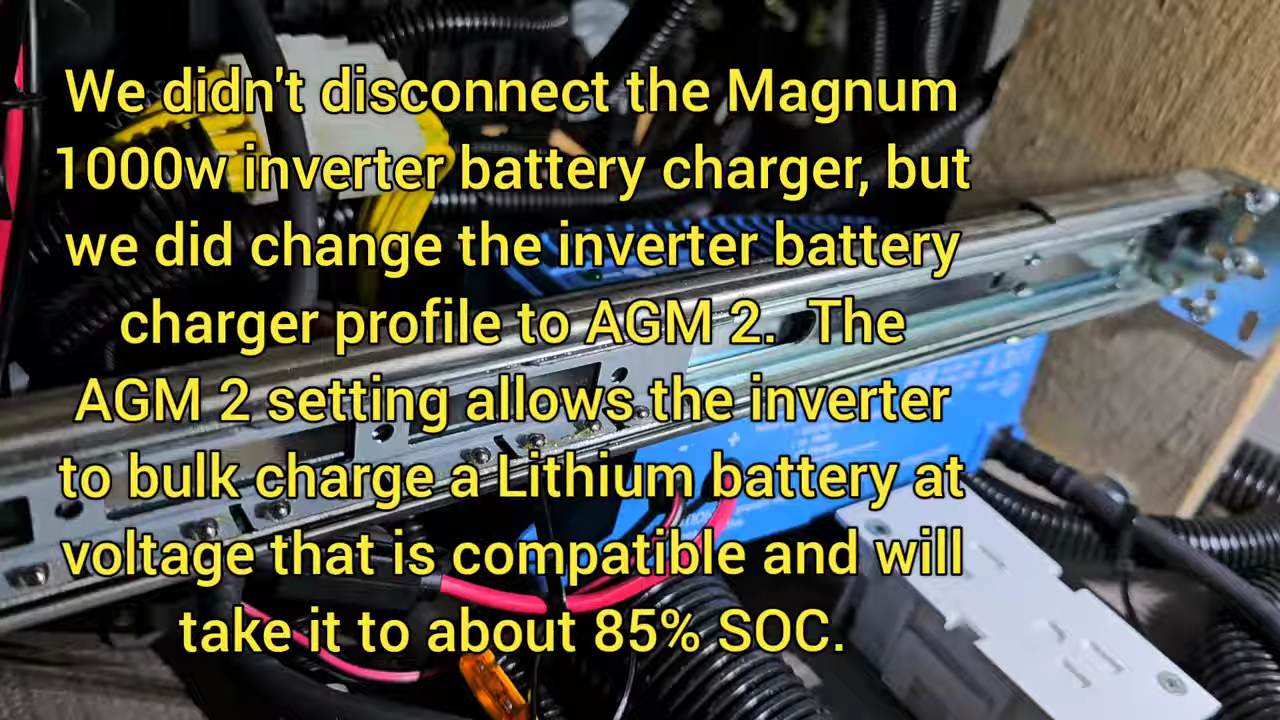 We didn't disconnect the Magnum
1000w inverter battery charger, but
we did change the inverter battery
charger profile to AGM 2. The
AGM 2 setting allows the inverter
to bulk charge a Lithium battery at
voltage that is compatible and will
take it to about 85% SOC.